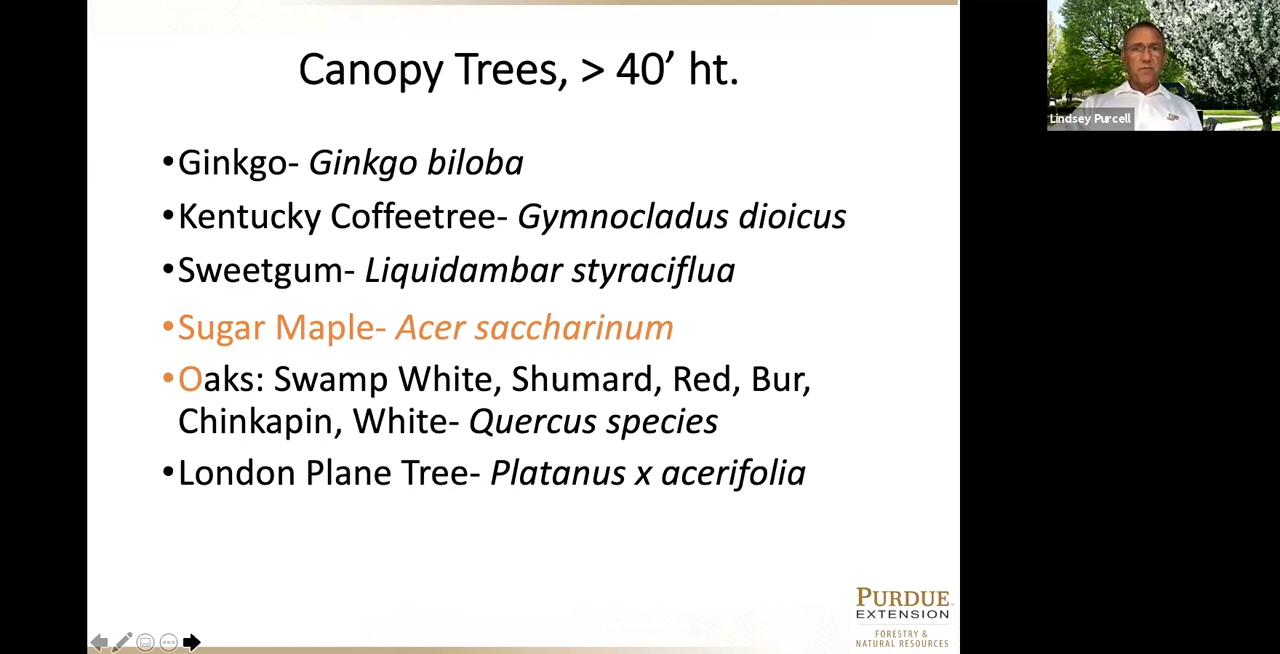 Canopy Trees, > 40’ ht.
•Ginkgo- Ginkgo biloba
•Kentucky Coffeetree- Gymnocladus dioicus
•Sweetgum- Liquidambar styraciflua
•Sugar Maple- Acer saccharinum
•Oaks: Swamp White, Shumard, Red, Bur,
Chinkapin, White- Quercus species
•London Plane Tree- Platanus x acerifolia
PURDUE
EXTENSION
FORESTRY &
NATURAL RESOURCES
Lindsey Purcell